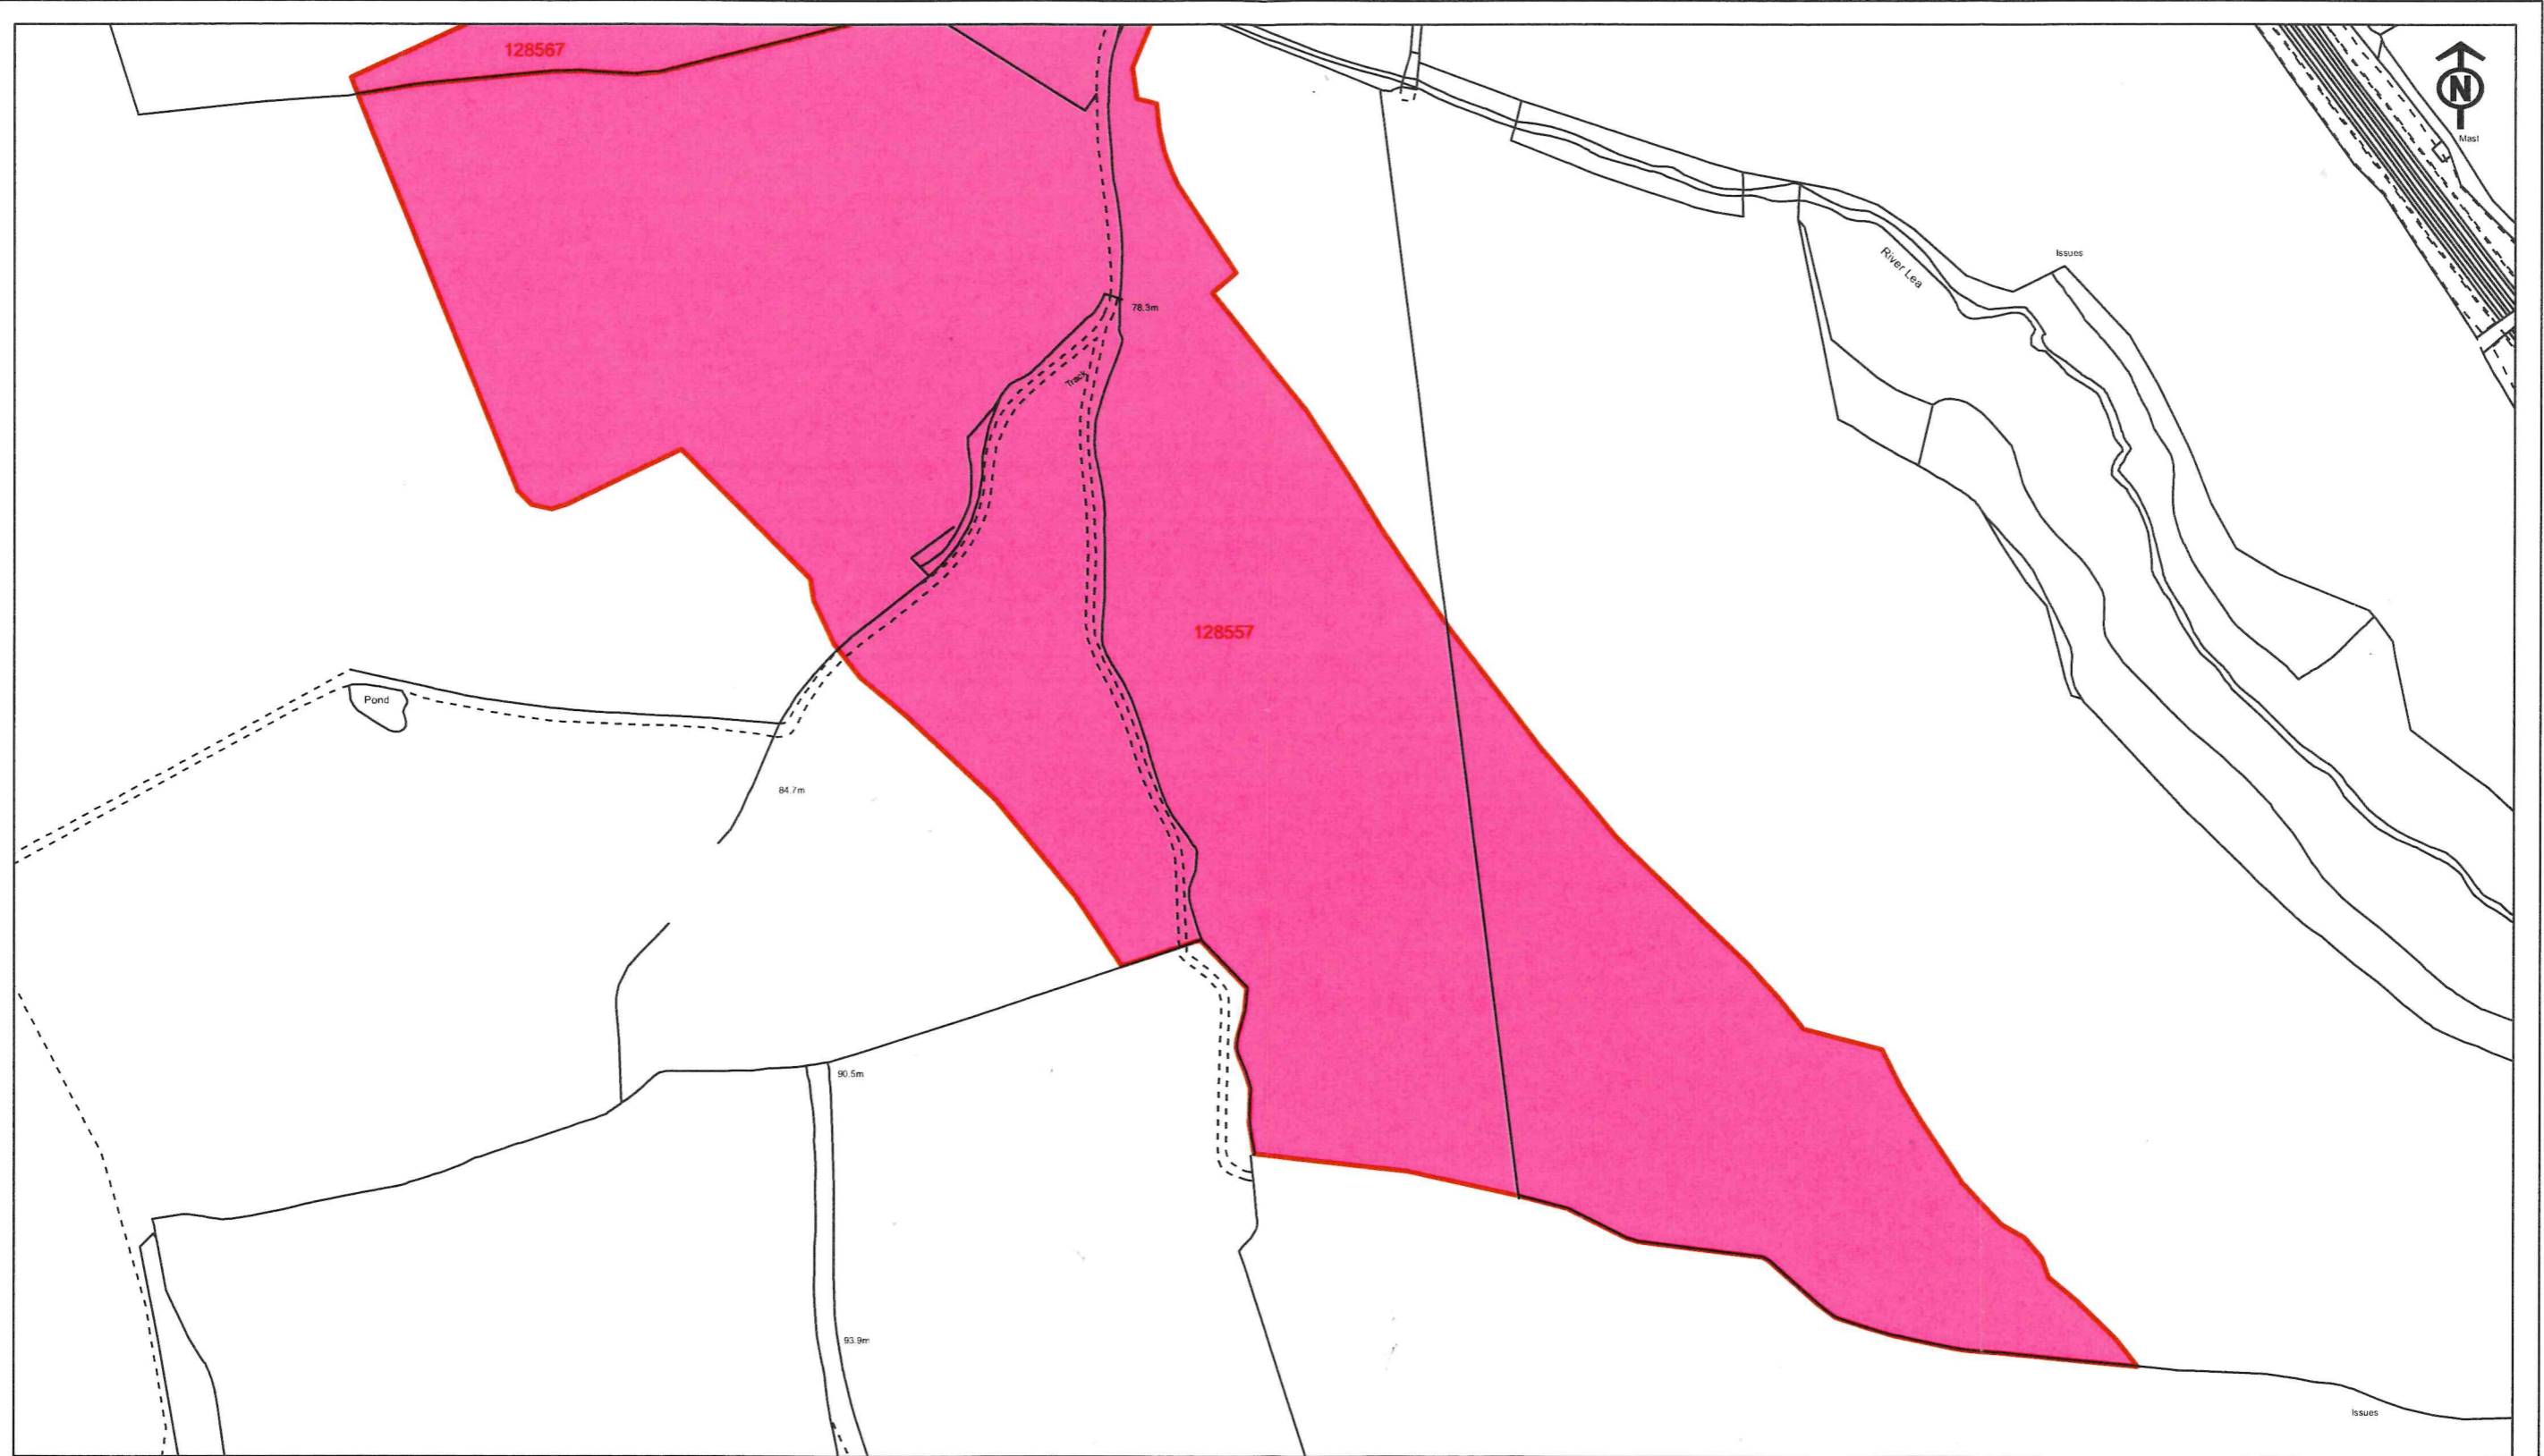 128567
N
Mast
River Lea
Issues
78.3m
Track
128557
Pond
84.7m
90.5m
93.9m
Issues